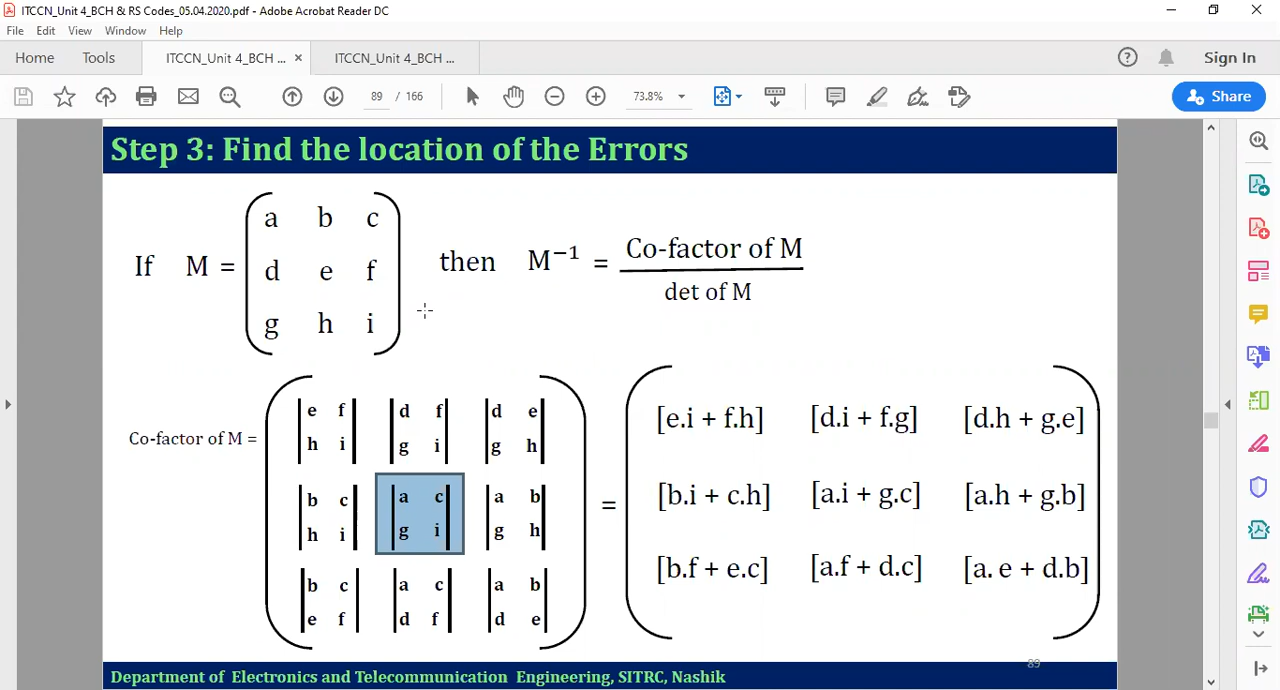 ITCCN_Unit 4_BCH & RS Codes_05.04.2020.pdf - Adobe Acrobat Reader DC
File Edit View Window Help
Home Tools ITCCN_Unit 4_BCH ... × ITCCN_Unit 4_BCH ... Sign In
89 / 166 73.8% Share
Step 3: Find the location of the Errors
a b c
If M = d e f then M⁻¹ = Co-factor of M
det of M
g h i
Co-factor of M =
e f d f d e
h i g i g h
b c a c a b
h i g i g h
b c a c a b
e f d f d e
=
[e.i + f.h] [d.i + f.g] [d.h + g.e]
[b.i + c.h] [a.i + g.c] [a.h + g.b]
[b.f + e.c] [a.f + d.c] [a. e + d.b]
89
Department of Electronics and Telecommunication Engineering, SITRC, Nashik